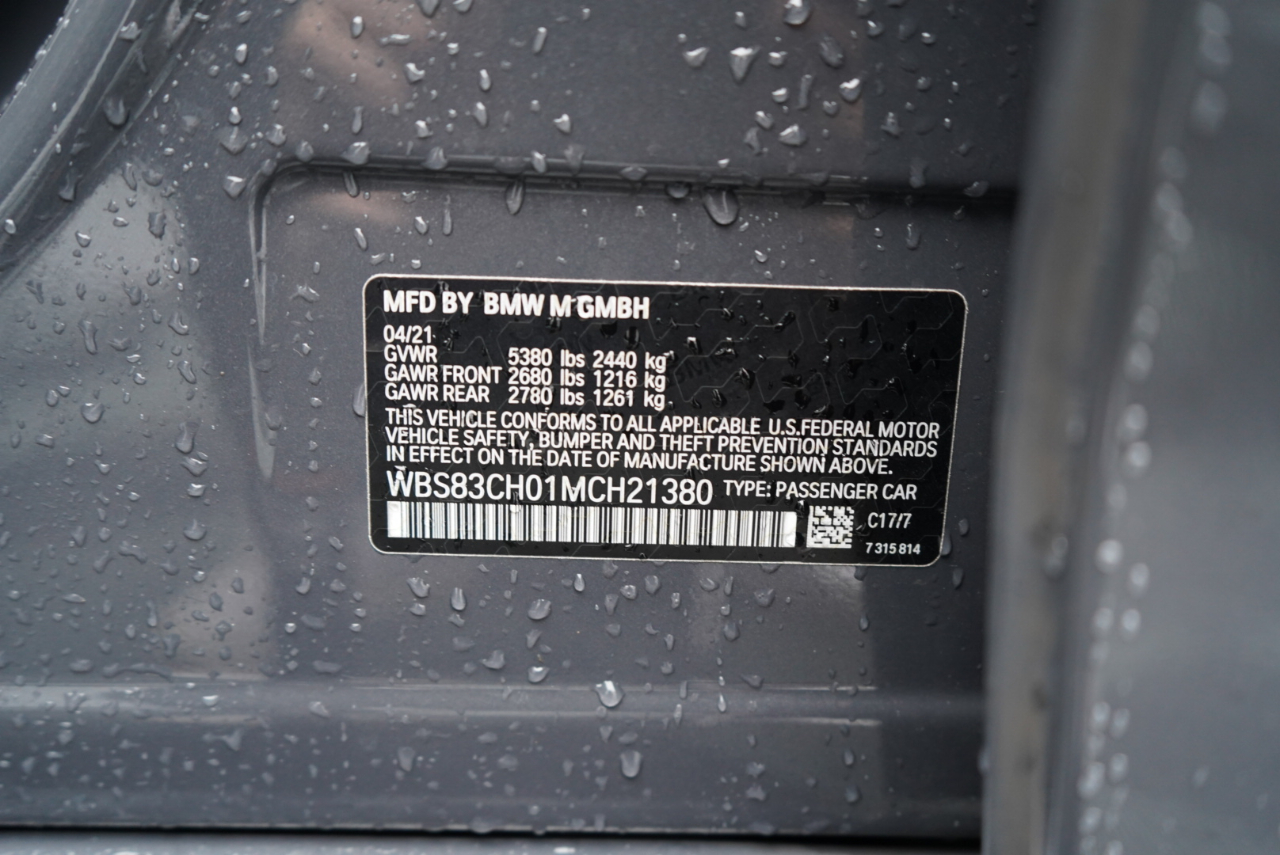 MFD BY BMW M GMBH
04/21
GVWR 5380 lbs 2440 kg
GAWR FRONT 2680 lbs 1216 kg
GAWR REAR 2780 lbs 1261 kg
THIS VEHICLE CONFORMS TO ALL APPLICABLE U.S.FEDERAL MOTOR
VEHICLE SAFETY, BUMPER AND THEFT PREVENTION STANDARDS
IN EFFECT ON THE DATE OF MANUFACTURE SHOWN ABOVE.
WBS83CH01MCH21380 TYPE: PASSENGER CAR
C17/7
7 315 814